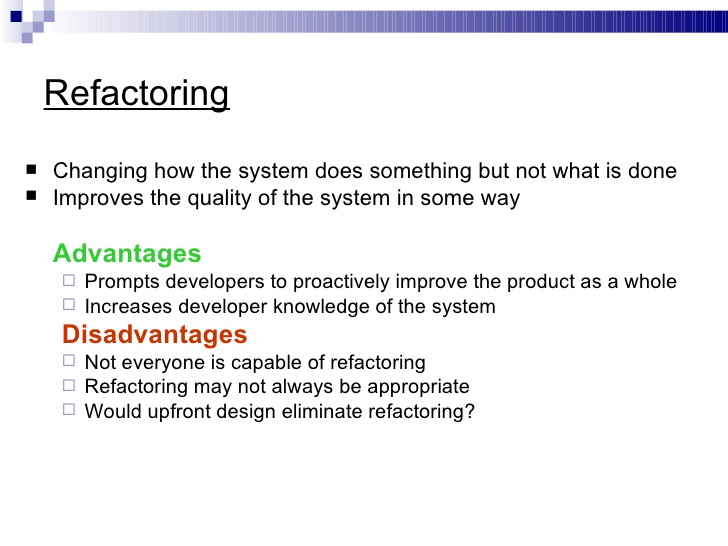 Refactoring
Changing how the system does something but not what is done
Improves the quality of the system in some way
Advantages
Prompts developers to proactively improve the product as a whole
Increases developer knowledge of the system
Disadvantages
Not everyone is capable of refactoring
Refactoring may not always be appropriate
Would upfront design eliminate refactoring?